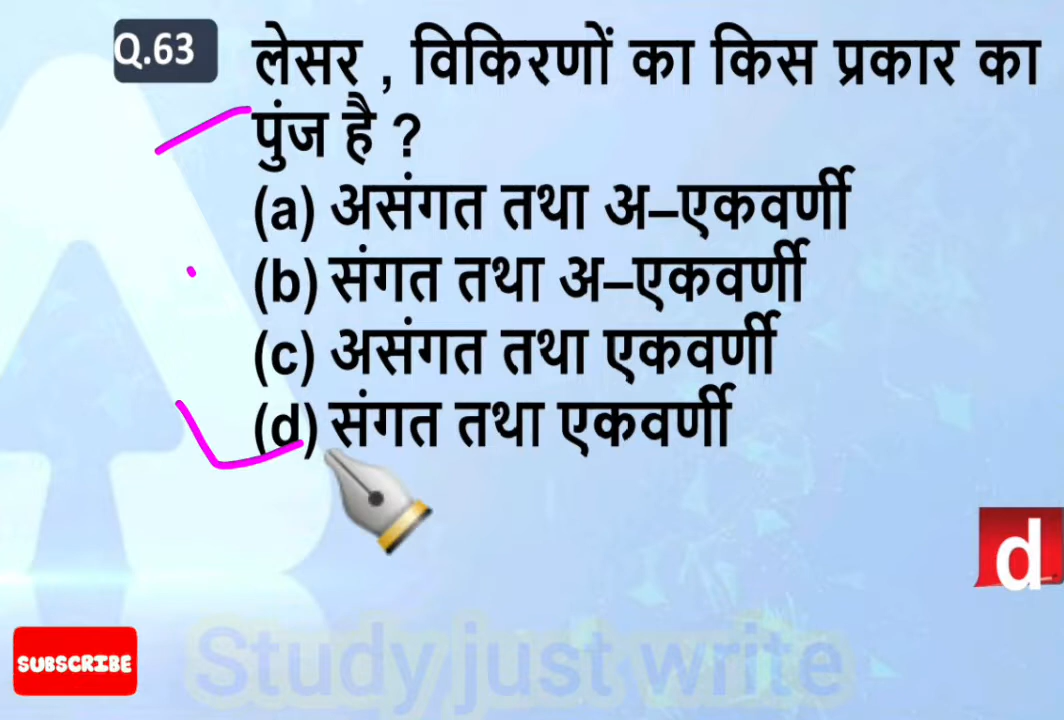 Q.63 लेसर , विकिरणों का किस प्रकार का
पुंज है ?
(a) असंगत तथा अ–एकवर्णी
(b) संगत तथा अ–एकवर्णी
(c) असंगत तथा एकवर्णी
(d) संगत तथा एकवर्णी
d
SUBSCRIBE
Study just write